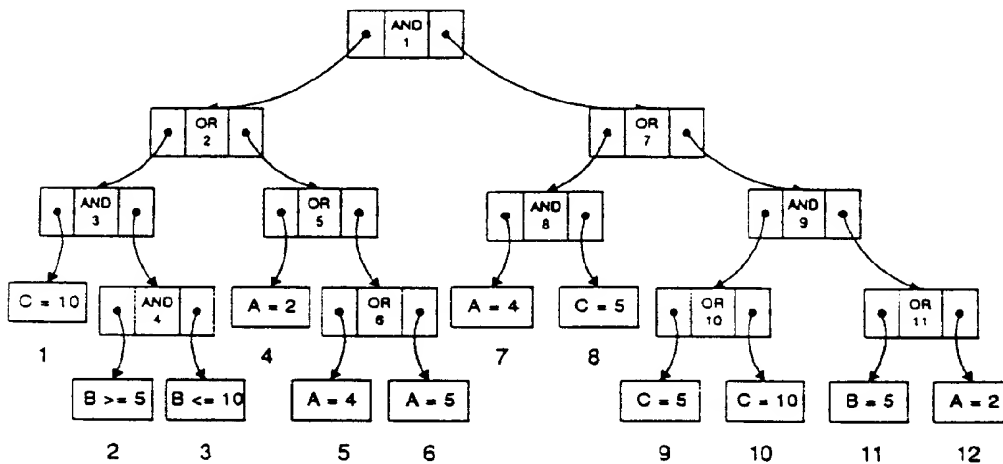 AND
1
OR
2
OR
7
AND
3
OR
5
AND
8
AND
9
C = 10
AND
4
A = 2
OR
6
A = 4
C = 5
OR
10
OR
11
1
4
7
8
B >= 5
B <= 10
A = 4
A = 5
C = 5
C = 10
B = 5
A = 2
2
3
5
6
9
10
11
12